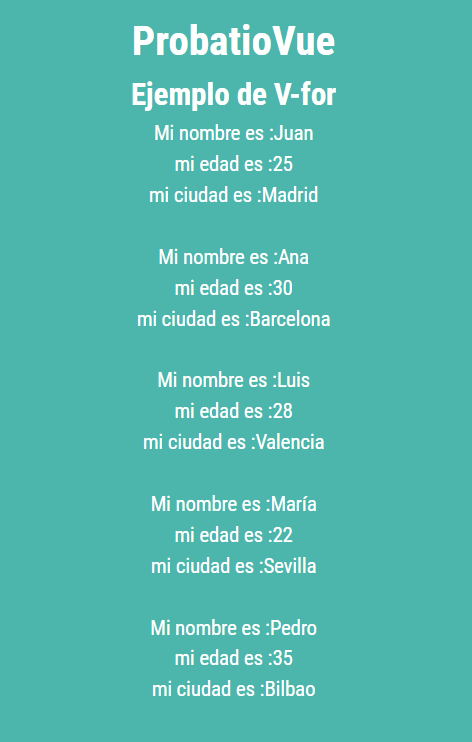 ProbatioVue
Ejemplo de V-for
Mi nombre es :Juan
mi edad es :25
mi ciudad es :Madrid
Mi nombre es :Ana
mi edad es :30
mi ciudad es :Barcelona
Mi nombre es :Luis
mi edad es :28
mi ciudad es :Valencia
Mi nombre es :María
mi edad es :22
mi ciudad es :Sevilla
Mi nombre es :Pedro
mi edad es :35
mi ciudad es :Bilbao